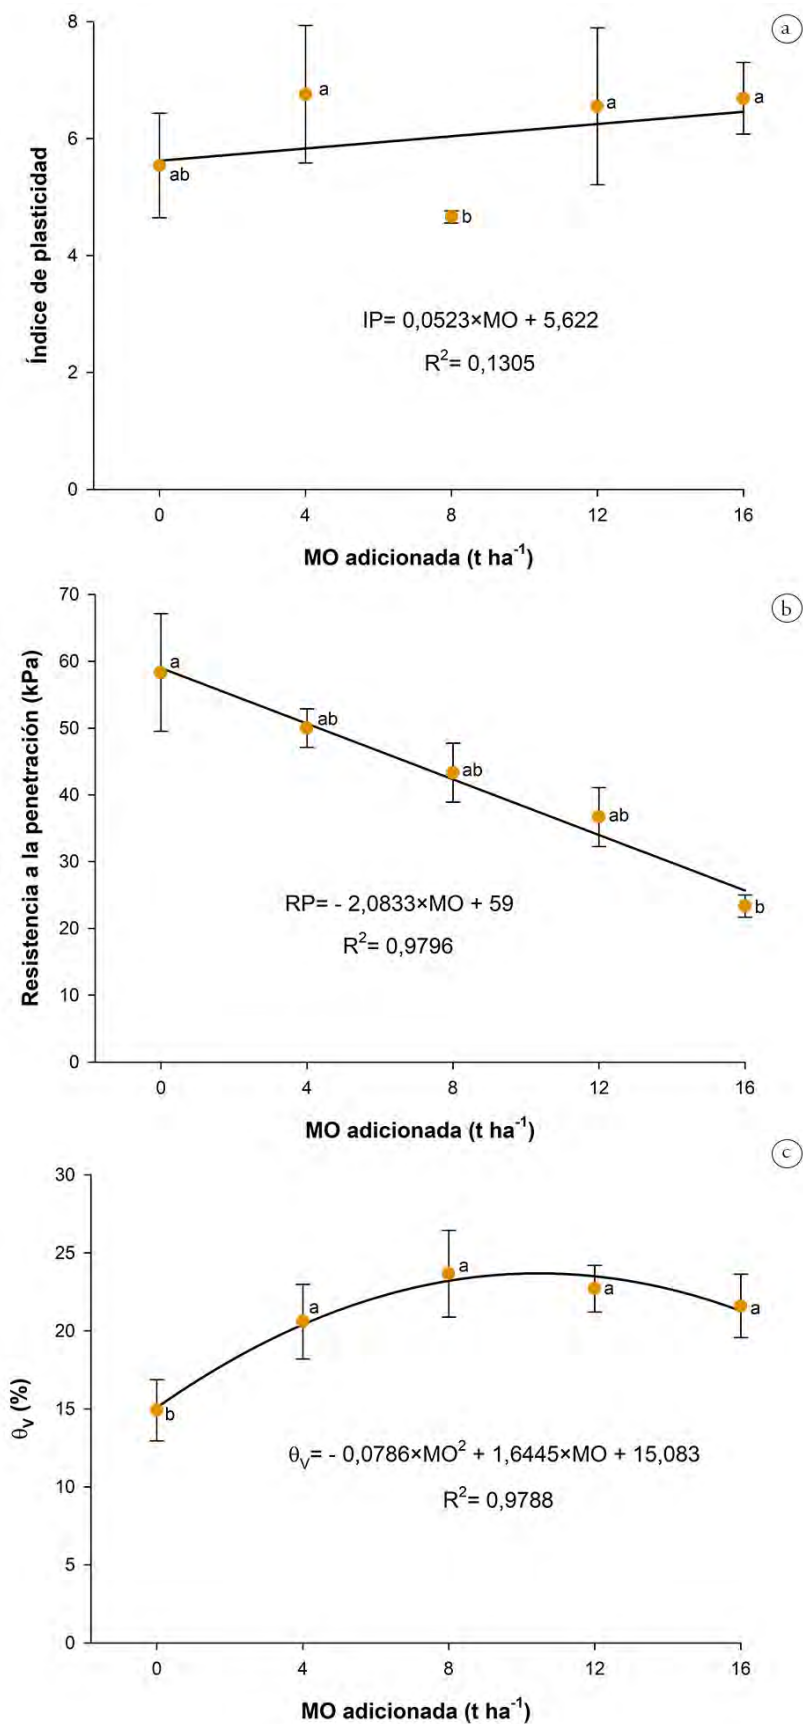 a
8
6
4
2
0
Índice de plasticidad
ab
a
b
a
a
IP= 0,0523×MO + 5,622
R²= 0,1305
0 4 8 12 16
MO adicionada (t ha⁻¹)
b
70
60
50
40
30
20
10
0
Resistencia a la penetración (kPa)
a
ab
ab
ab
b
RP= - 2,0833×MO + 59
R²= 0,9796
0 4 8 12 16
MO adicionada (t ha⁻¹)
c
30
25
20
15
10
5
0
θV (%)
b
a
a
a
a
θV= - 0,0786×MO² + 1,6445×MO + 15,083
R²= 0,9788
0 4 8 12 16
MO adicionada (t ha⁻¹)